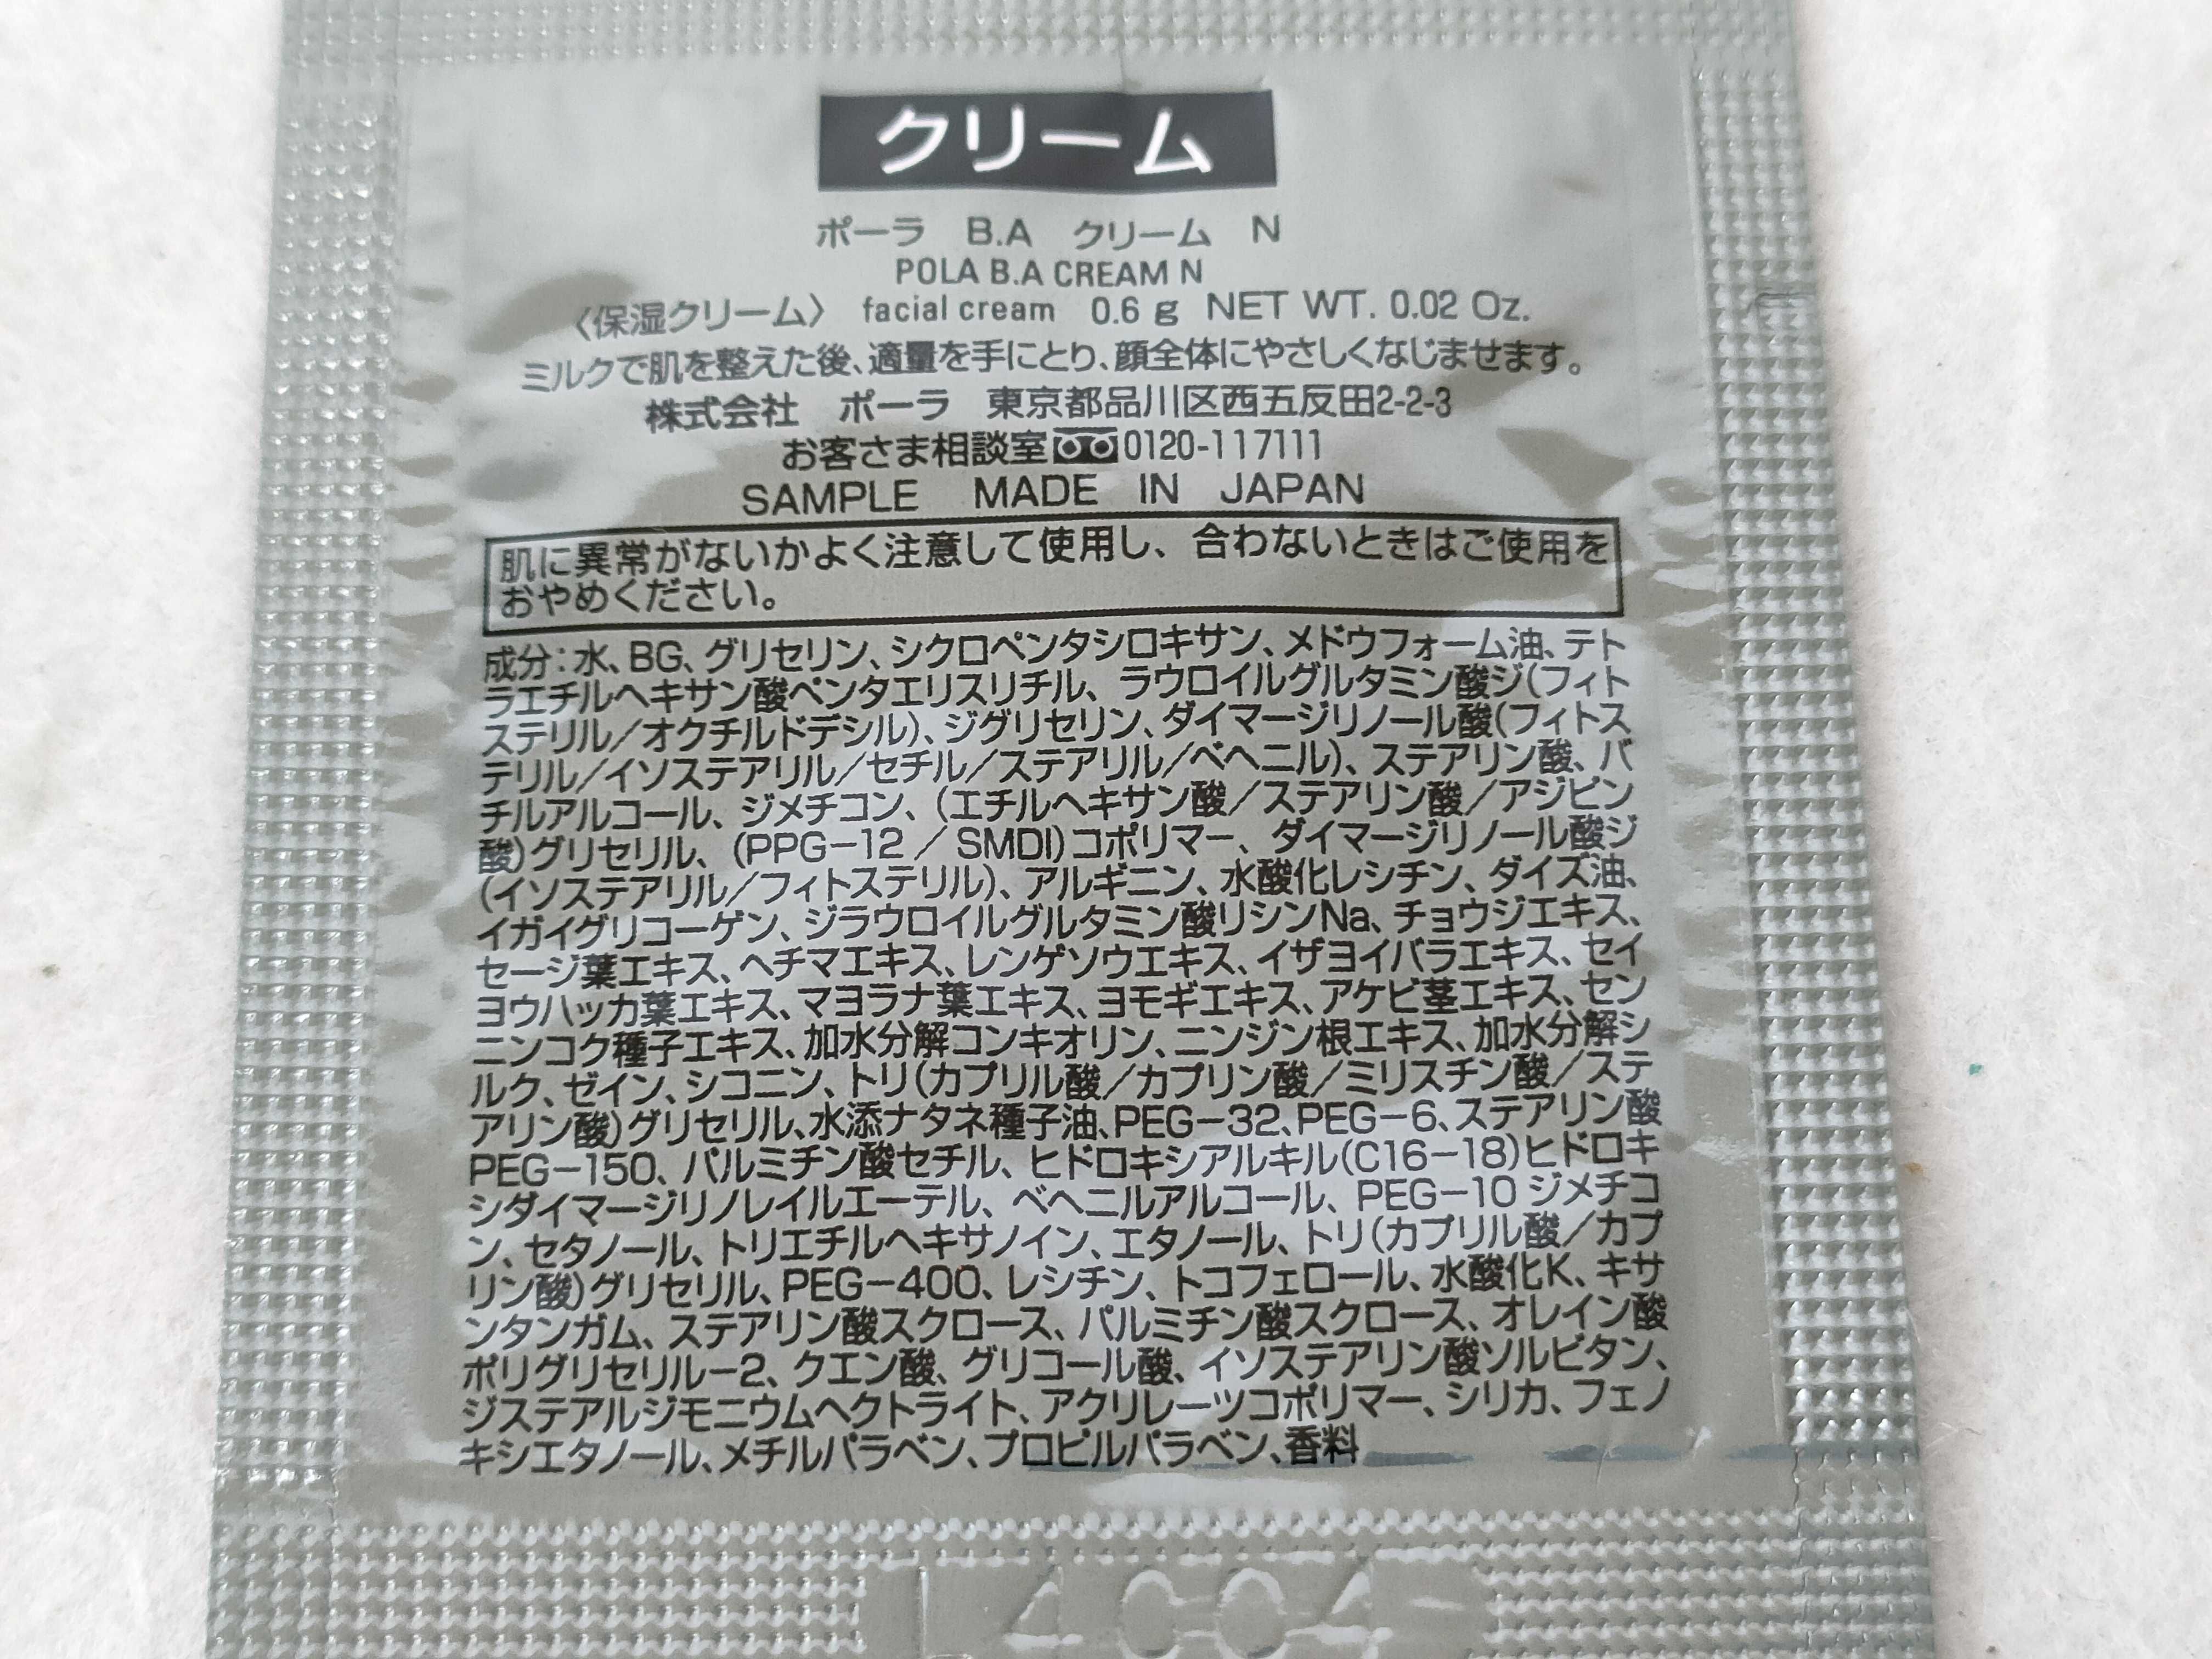 クリーム
ポーラ B.A クリーム N
POLA B.A CREAM N
〈保湿クリーム〉 facial cream 0.6 g NET WT. 0.02 Oz.
ミルクで肌を整えた後、適量を手にとり、顔全体にやさしくなじませます。
株式会社 ポーラ 東京都品川区西五反田2-2-3
お客さま相談室0120-117111
SAMPLE MADE IN JAPAN
肌に異常がないかよく注意して使用し、合わないときはご使用を
おやめください。
成分：水、BG、グリセリン、シクロペンタシロキサン、メドウフォーム油、テト
ラエチルヘキサン酸ペンタエリスリチル、ラウロイルグルタミン酸ジ(フィト
ステリル/オクチルドデシル)、ジグリセリン、ダイマージリノール酸(フィトス
テリル/イソステアリル/セチル/ステアリル/ベヘニル)、ステアリン酸、バ
チルアルコール、ジメチコン、(エチルヘキサン酸/ステアリン酸/アジピン
酸)グリセリル、(PPG-12/SMDI)コポリマー、ダイマージリノール酸ジ
(イソステアリル/フィトステリル)、アルギニン、水酸化レシチン、ダイズ油、
イガイグリコーゲン、ジラウロイルグルタミン酸リシンNa、チョウジエキス、
セージ葉エキス、ヘチマエキス、レンゲソウエキス、イザヨイバラエキス、セイ
ヨウハッカ葉エキス、マヨラナ葉エキス、ヨモギエキス、アケビ茎エキス、セン
ニンコク種子エキス、加水分解コンキオリン、ニンジン根エキス、加水分解シ
ルク、ゼイン、シコニン、トリ(カプリル酸/カプリン酸/ミリスチン酸/ステ
アリン酸)グリセリル、水添ナタネ種子油、PEG-32、PEG-6、ステアリン酸
PEG-150、パルミチン酸セチル、ヒドロキシアルキル(C16-18)ヒドロキ
シダイマージリノレイルエーテル、ベヘニルアルコール、PEG-10ジメチコ
ン、セタノール、トリエチルヘキサノイン、エタノール、トリ(カプリル酸/カプ
リン酸)グリセリル、PEG-400、レシチン、トコフェロール、水酸化K、キサ
ンタンガム、ステアリン酸スクロース、パルミチン酸スクロース、オレイン酸
ポリグリセリル-2、クエン酸、グリコール酸、イソステアリン酸ソルビタン、
ジステアルジモニウムヘクトライト、アクリレーツコポリマー、シリカ、フェノ
キシエタノール、メチルパラベン、プロピルパラベン、香料